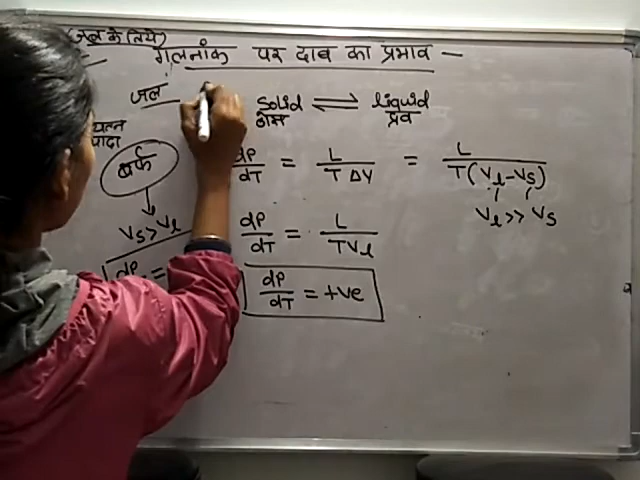 (जल के लिये)
गलनांक पर दाब का प्रभाव —
जल solid ⇌ liquid
ठोस द्रव
बर्फ
dP/dT = L/TΔV = L/T(Vl-Vs)
Vl >> Vs
Vs > Vl
dP/dT = L/TVl
dP/dT = +ve